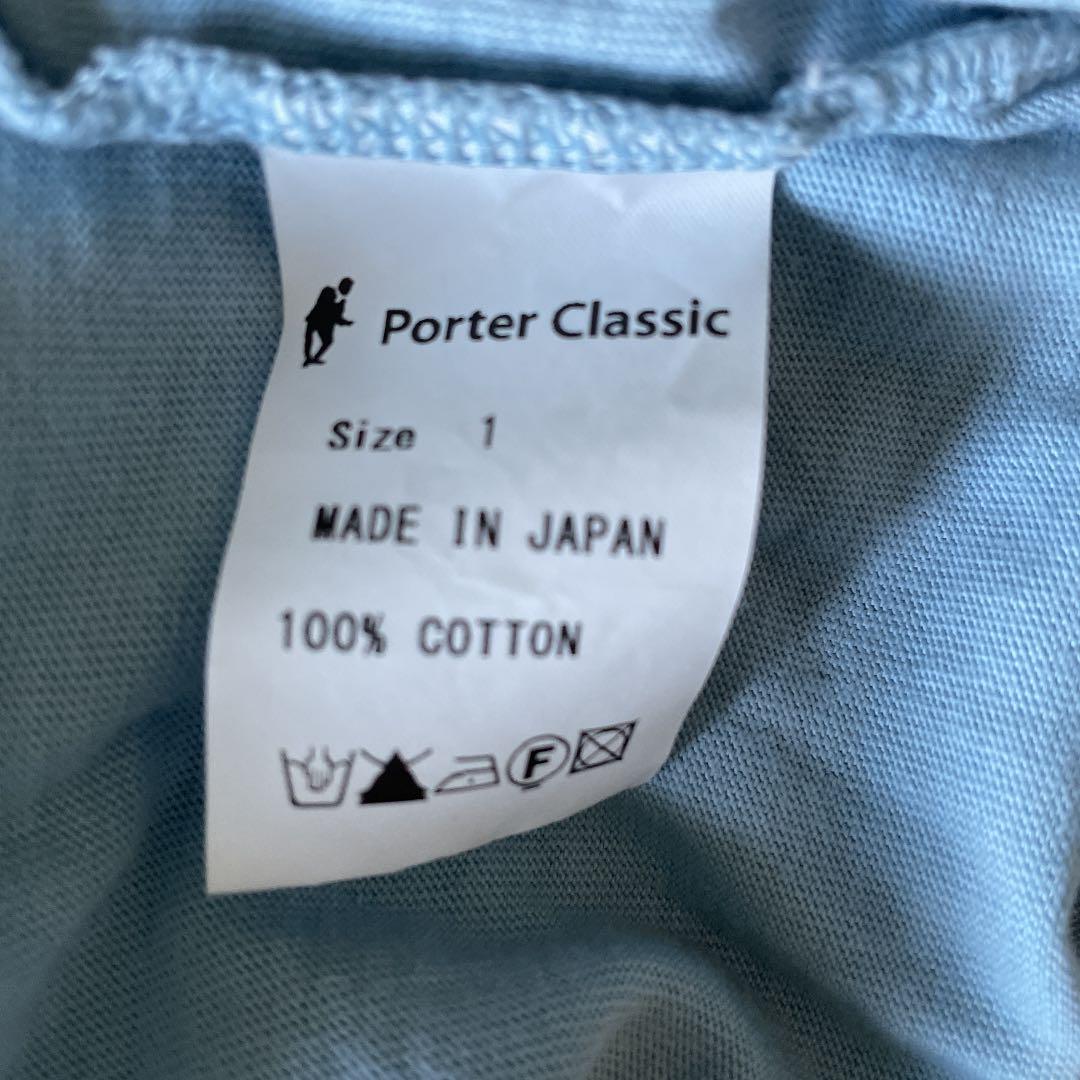 Porter Classic
Size 1
MADE IN JAPAN
100% COTTON
F